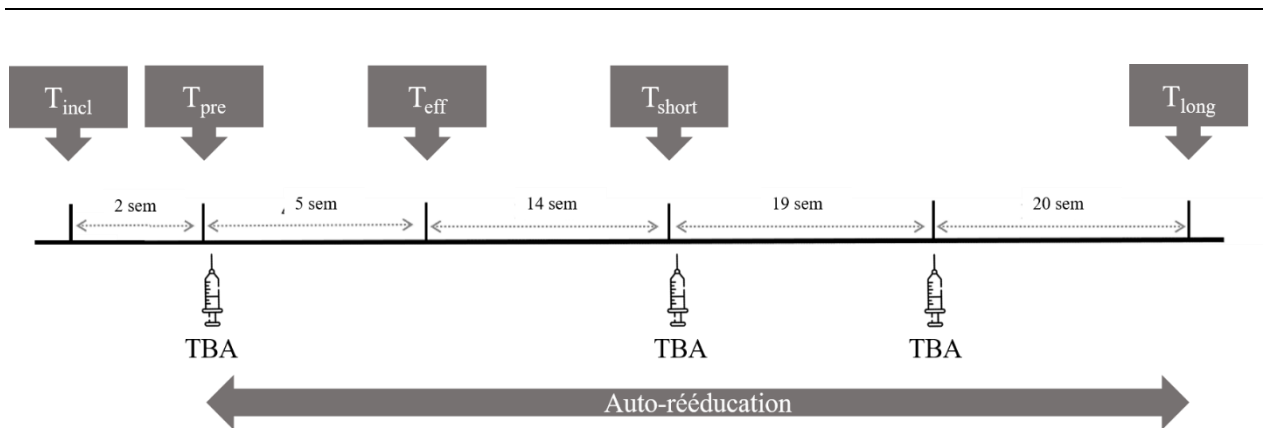 T_incl T_pre T_eff T_short T_long
2 sem 5 sem 14 sem 19 sem 20 sem
TBA TBA TBA
Auto-rééducation